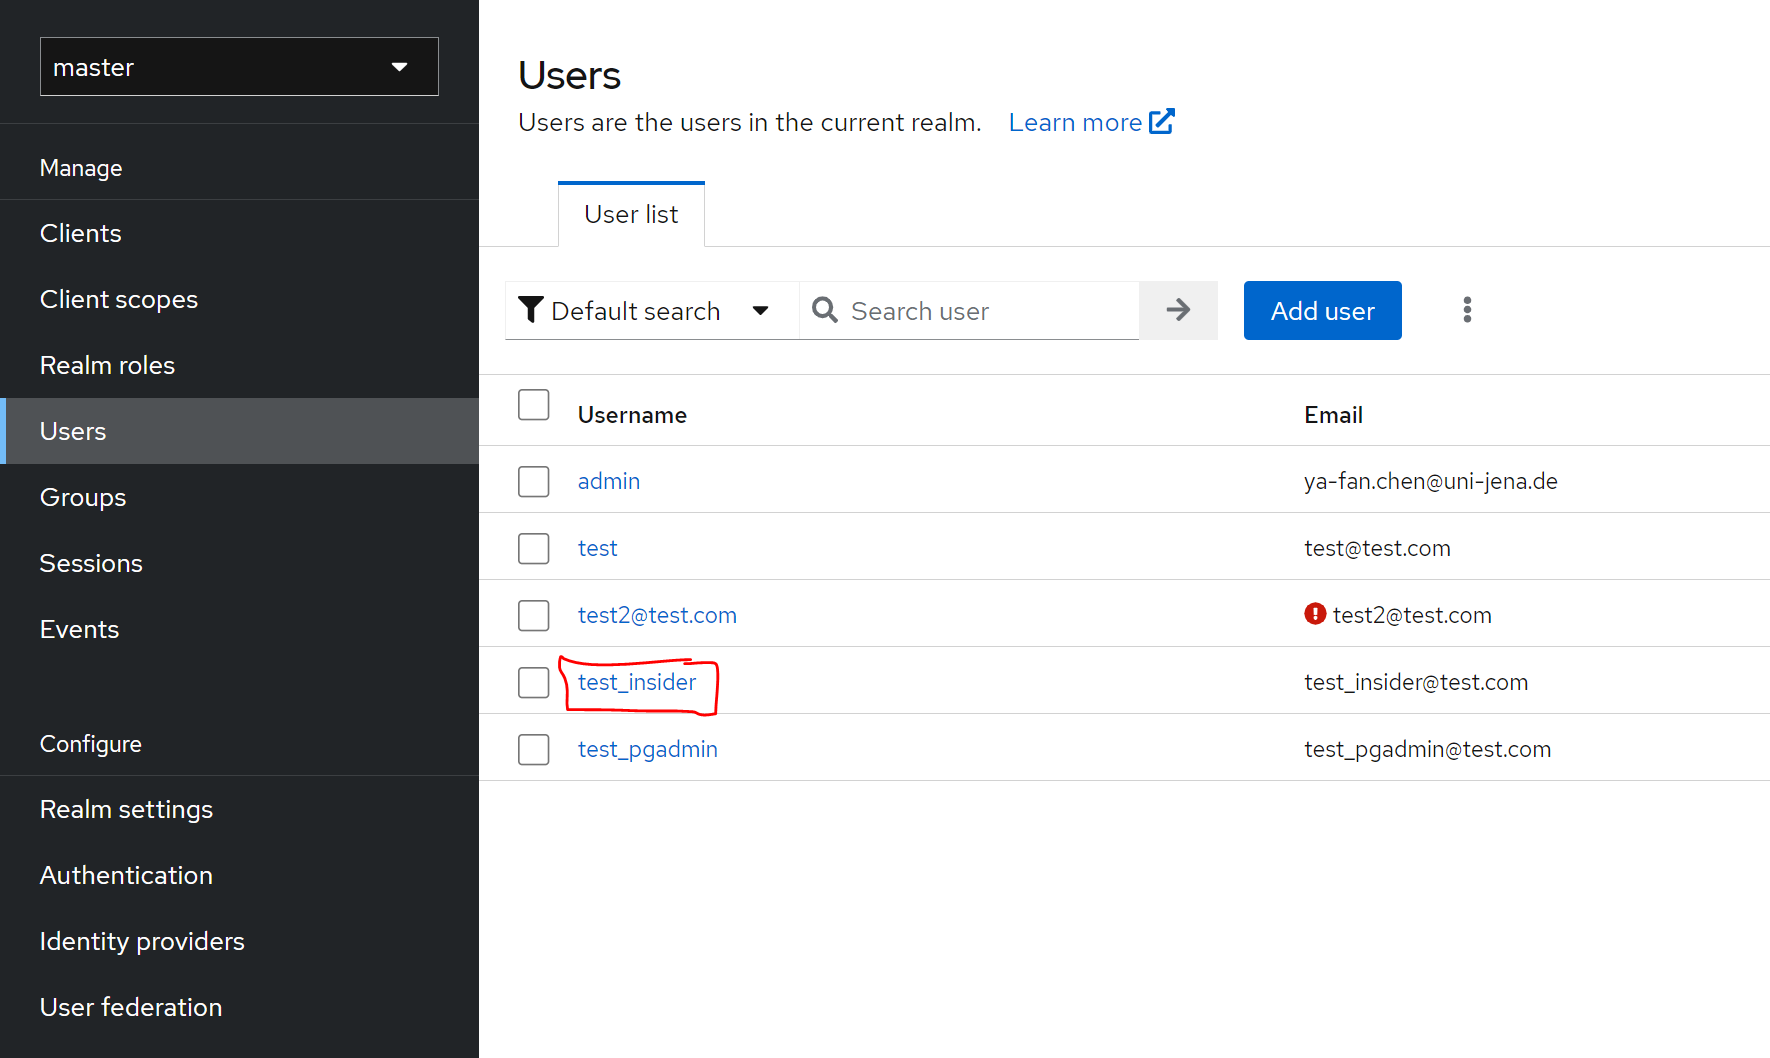 master
Manage
Clients
Client scopes
Realm roles
Users
Groups
Sessions
Events
Configure
Realm settings
Authentication
Identity providers
User federation
Users
Users are the users in the current realm. Learn more
User list
Default search Search user Add user
Username Email
admin ya-fan.chen@uni-jena.de
test test@test.com
test2@test.com test2@test.com
test_insider test_insider@test.com
test_pgadmin test_pgadmin@test.com